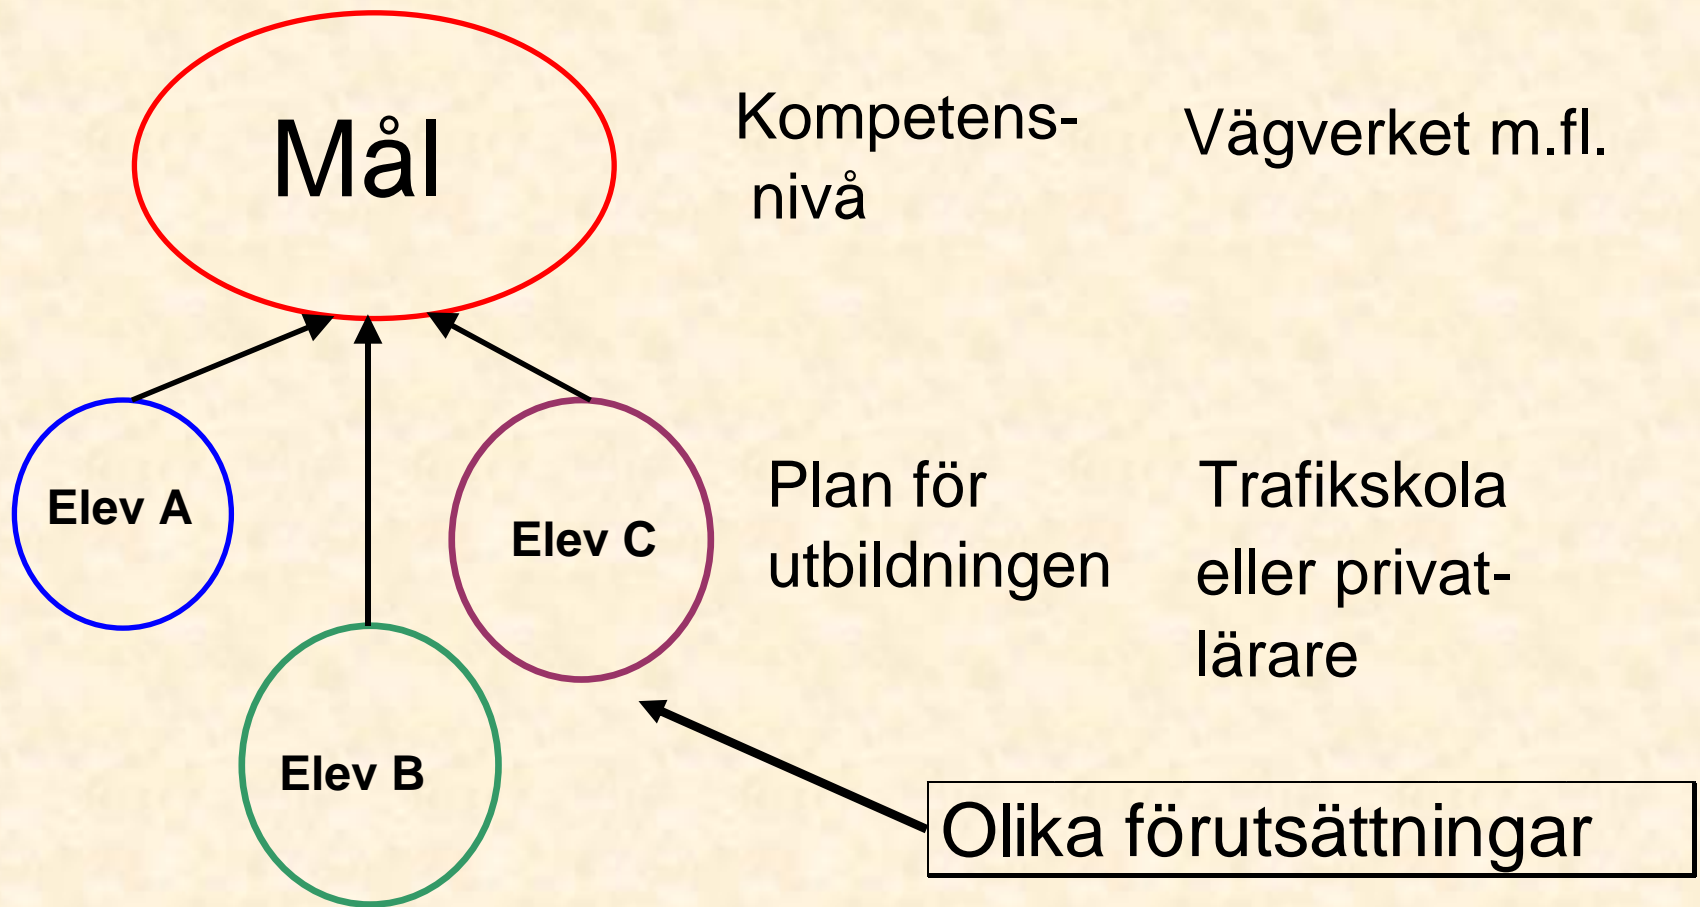 Mål
Kompetens-
nivå
Vägverket m.fl.
Elev A
Elev C
Elev B
Plan för
utbildningen
Trafikskola
eller privat-
lärare
Olika förutsättningar